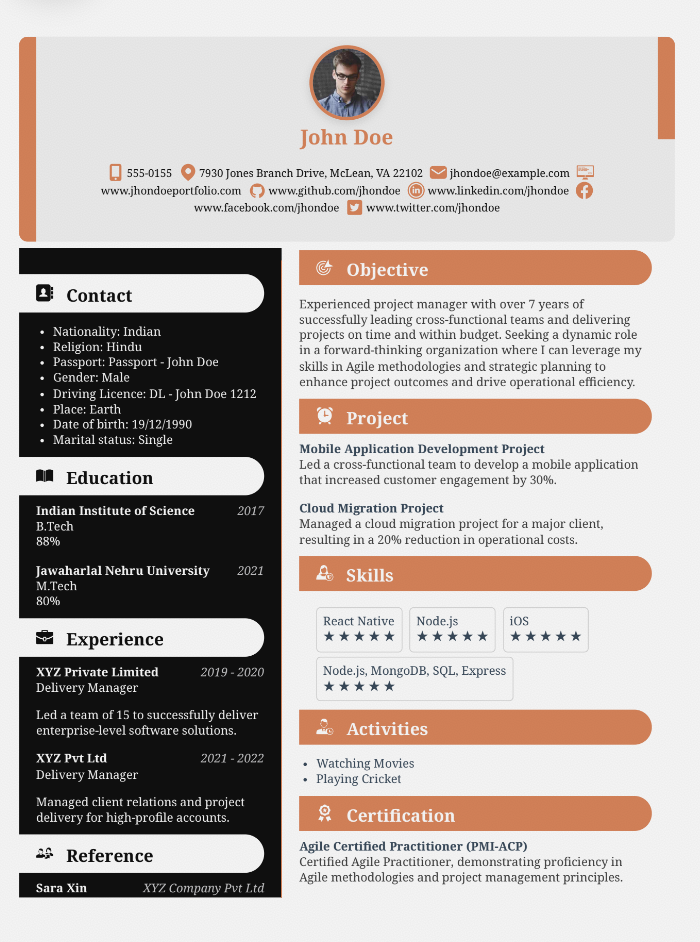 John Doe
555-0155 7930 Jones Branch Drive, McLean, VA 22102 jhondoe@example.com
www.jhondoeportfolio.com www.github.com/jhondoe www.linkedin.com/jhondoe
www.facebook.com/jhondoe www.twitter.com/jhondoe
Contact
• Nationality: Indian
• Religion: Hindu
• Passport: Passport - John Doe
• Gender: Male
• Driving Licence: DL - John Doe 1212
• Place: Earth
• Date of birth: 19/12/1990
• Marital status: Single
Education
Indian Institute of Science 2017
B.Tech
88%
Jawaharlal Nehru University 2021
M.Tech
80%
Experience
XYZ Private Limited 2019 - 2020
Delivery Manager
Led a team of 15 to successfully deliver
enterprise-level software solutions.
XYZ Pvt Ltd 2021 - 2022
Delivery Manager
Managed client relations and project
delivery for high-profile accounts.
Reference
Sara Xin XYZ Company Pvt Ltd
Objective
Experienced project manager with over 7 years of
successfully leading cross-functional teams and delivering
projects on time and within budget. Seeking a dynamic role
in a forward-thinking organization where I can leverage my
skills in Agile methodologies and strategic planning to
enhance project outcomes and drive operational efficiency.
Project
Mobile Application Development Project
Led a cross-functional team to develop a mobile application
that increased customer engagement by 30%.
Cloud Migration Project
Managed a cloud migration project for a major client,
resulting in a 20% reduction in operational costs.
Skills
React Native Node.js iOS
★★★★★ ★★★★★ ★★★★★
Node.js, MongoDB, SQL, Express
★★★★★
Activities
• Watching Movies
• Playing Cricket
Certification
Agile Certified Practitioner (PMI-ACP)
Certified Agile Practitioner, demonstrating proficiency in
Agile methodologies and project management principles.